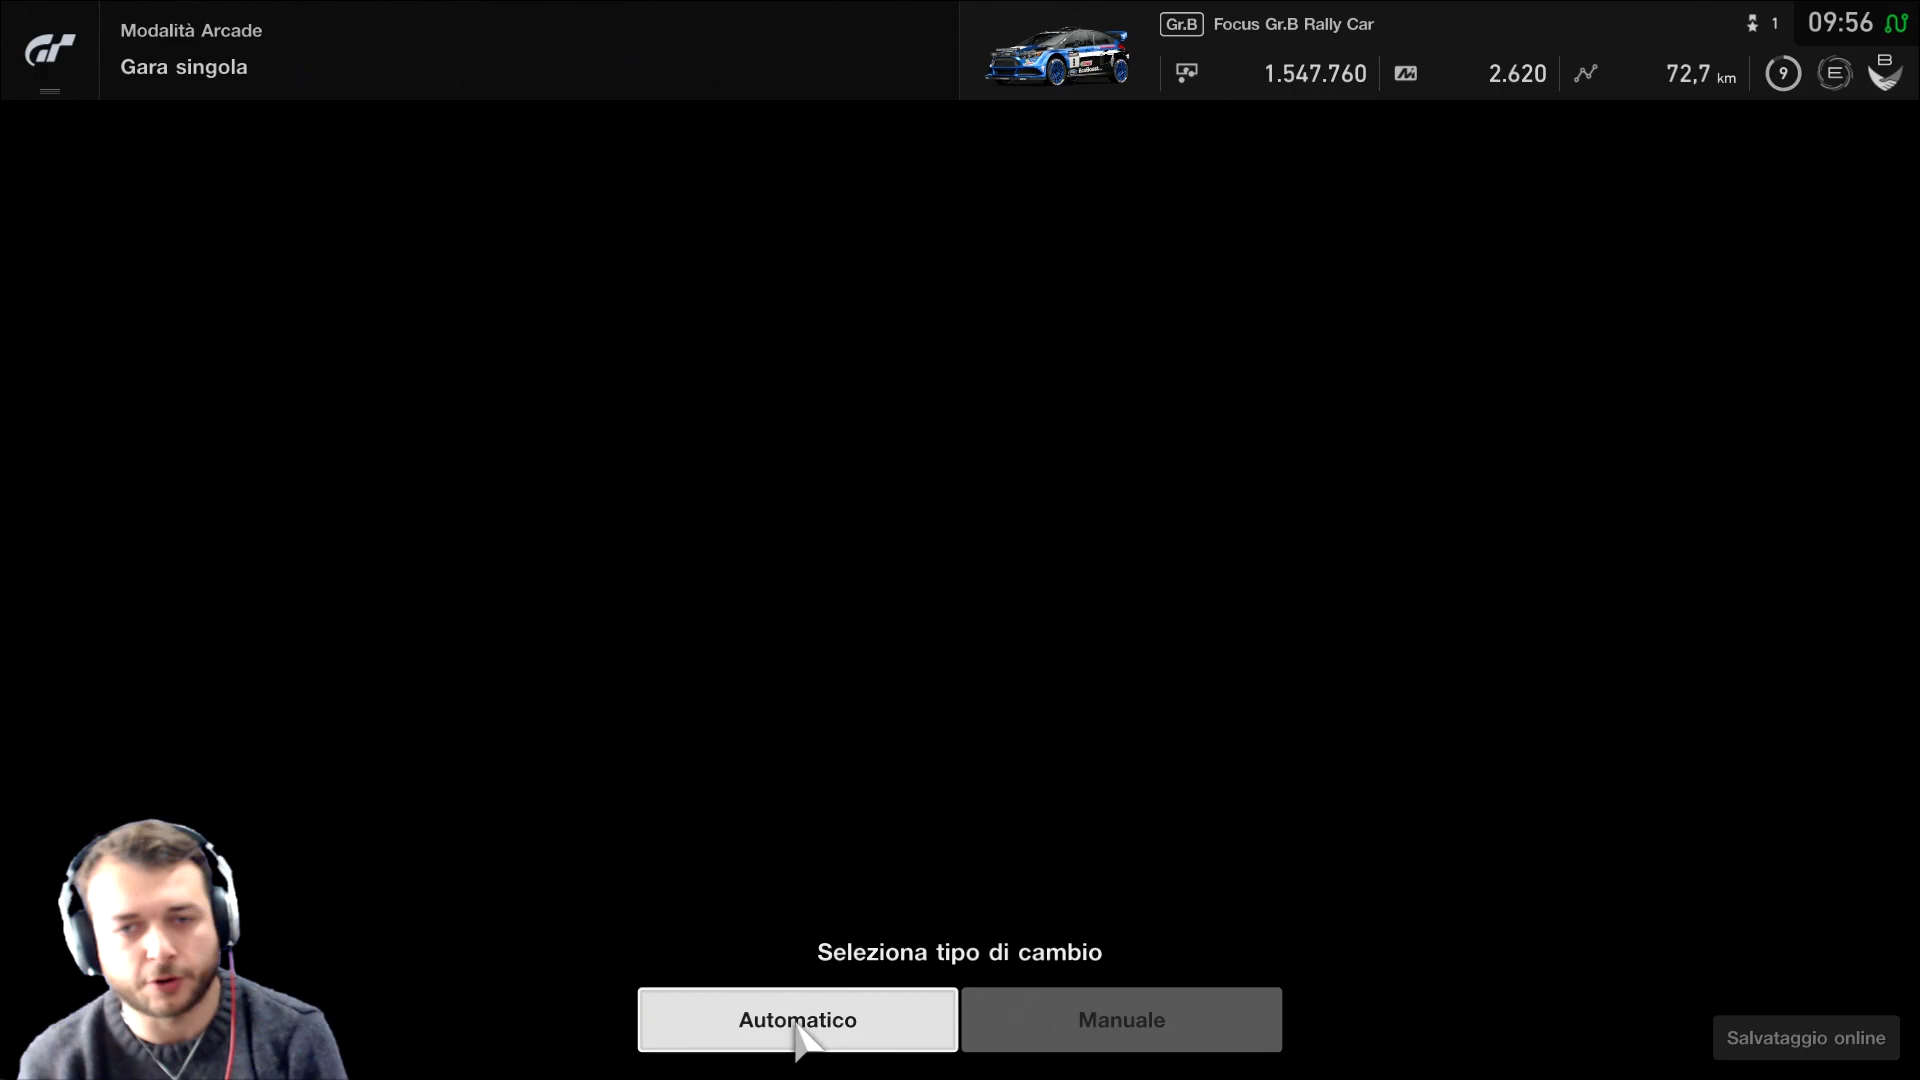 Modalità Arcade
Gara singola
Gr.B Focus Gr.B Rally Car
1
09:56
1.547.760
2.620
72,7 km
9
E
B
Seleziona tipo di cambio
Automatico
Manuale
Salvataggio online